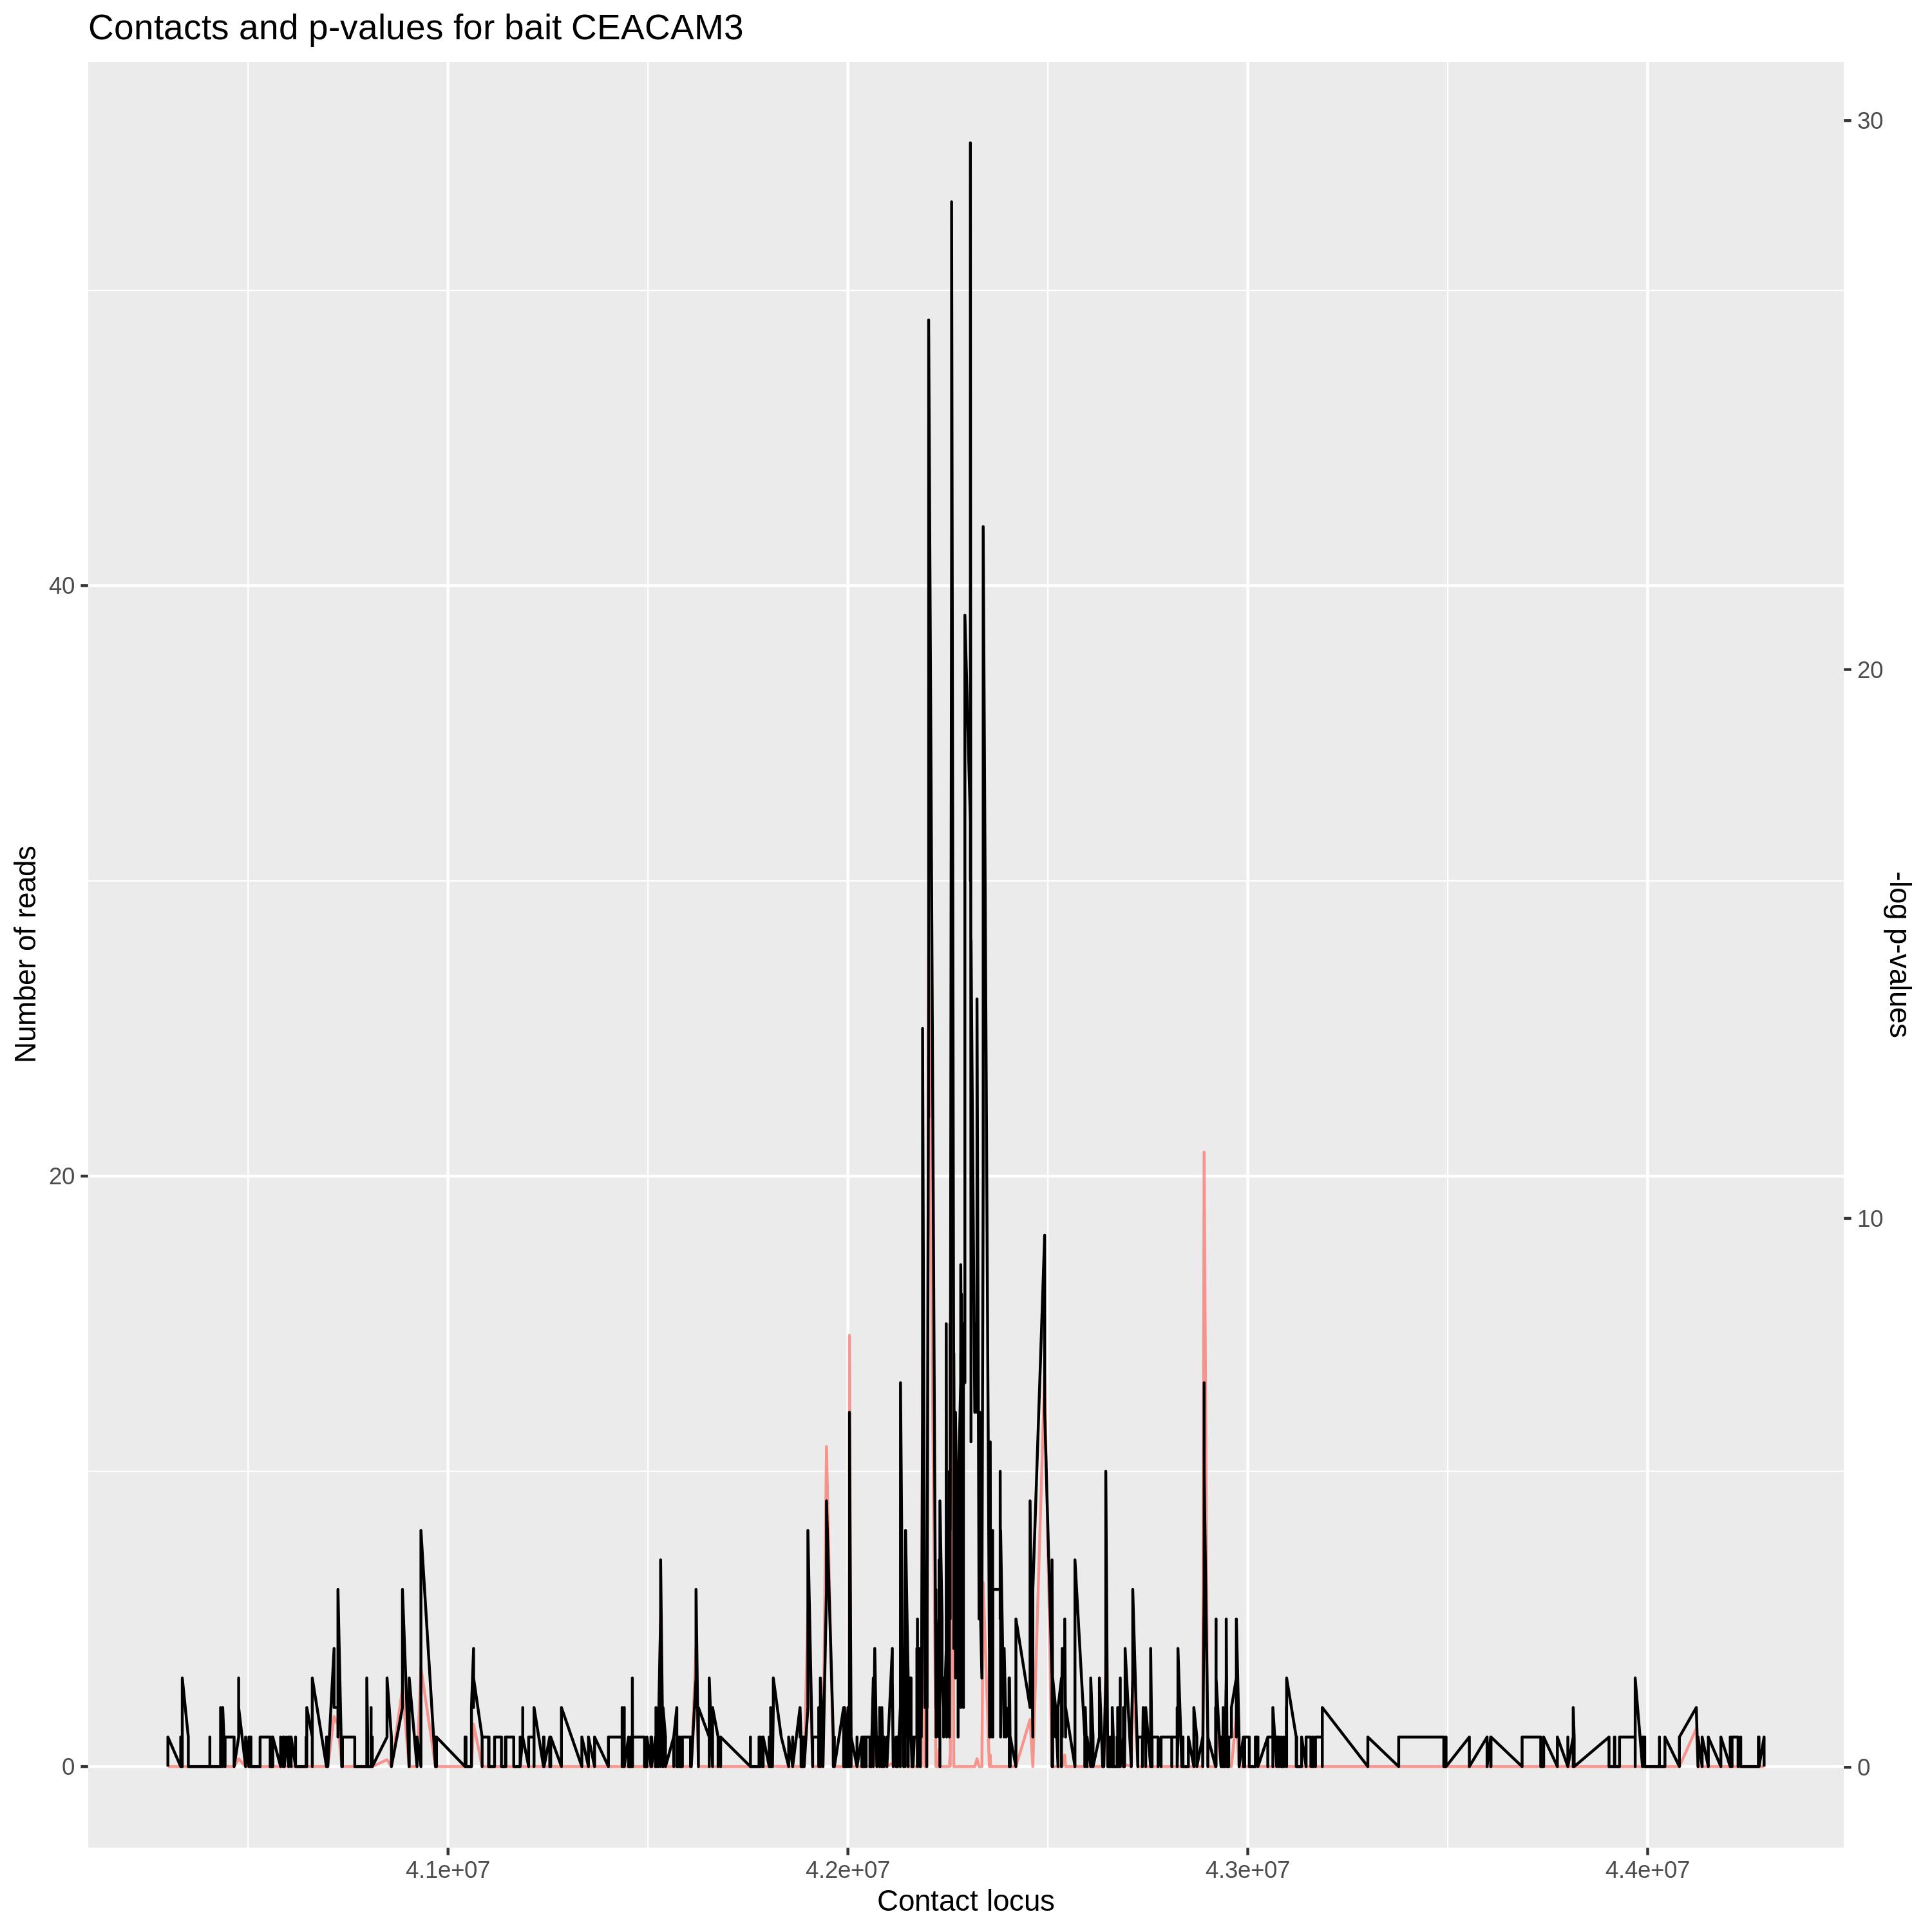 Contacts and p-values for bait CEACAM3
30
40
20
Number of reads
-log p-values
20
10
0
0
4.1e+07
4.2e+07
4.3e+07
4.4e+07
Contact locus